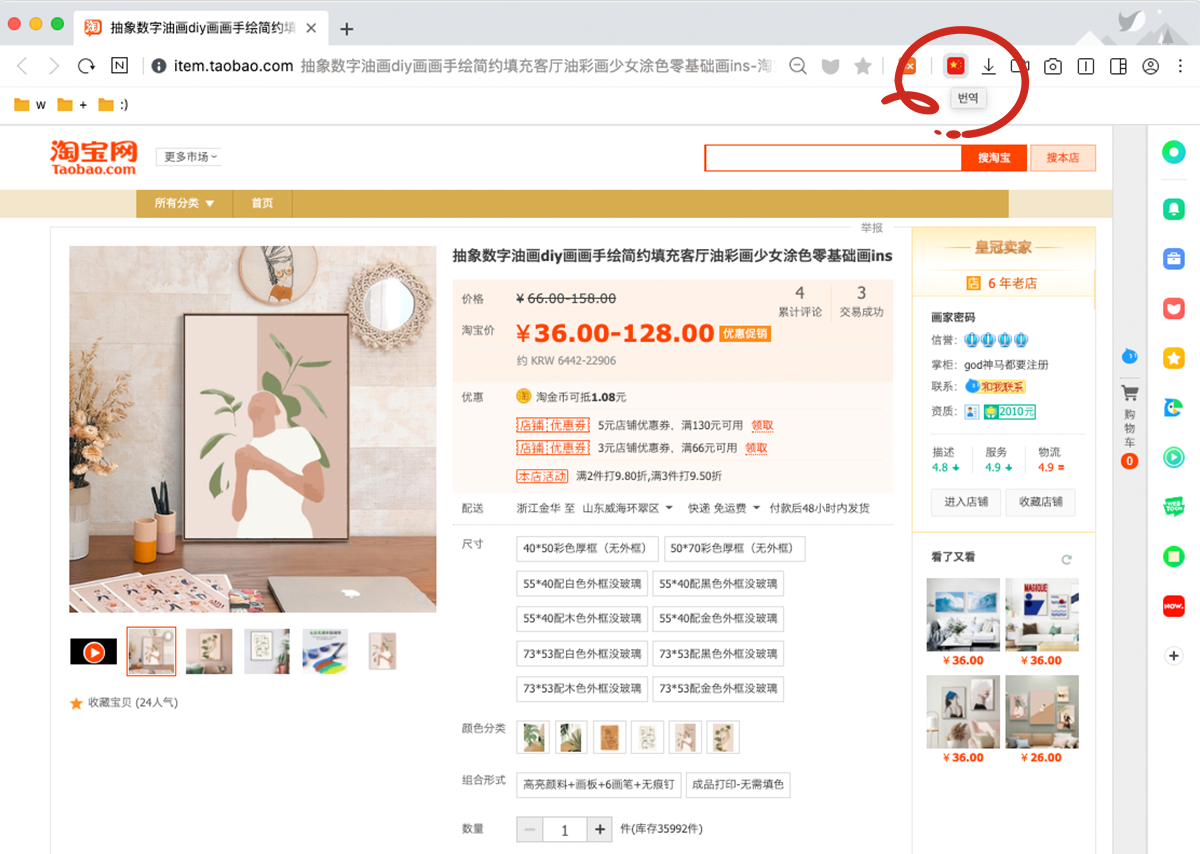 抽象数字油画diy画画手绘简约填
item.taobao.com 抽象数字油画diy画画手绘简约填充客厅油彩画少女涂色零基础画ins-淘
번역
w + :)
淘宝网
Taobao.com
更多市场
搜淘宝 搜本店
所有分类 首页
举报
抽象数字油画diy画画手绘简约填充客厅油彩画少女涂色零基础画ins
价格 ¥ 66.00-158.00
4 3
累计评论 交易成功
淘宝价 ¥36.00-128.00 优惠促销
约 KRW 6442-22906
优惠 淘金币可抵1.08元
店铺 优惠券 5元店铺优惠券，满130元可用 领取
店铺 优惠券 3元店铺优惠券，满66元可用 领取
本店活动 满2件打9.80折,满3件打9.50折
配送 浙江金华 至 山东威海环翠区 快递 免运费 付款后48小时内发货
尺寸 40*50彩色厚框（无外框） 50*70彩色厚框（无外框）
55*40配白色外框没玻璃 55*40配黑色外框没玻璃
55*40配木色外框没玻璃 55*40配金色外框没玻璃
73*53配白色外框没玻璃 73*53配黑色外框没玻璃
73*53配木色外框没玻璃 73*53配金色外框没玻璃
颜色分类
组合形式 高亮颜料+画板+6画笔+无痕钉 成品打印-无需填色
数量 − 1 + 件(库存35992件)
收藏宝贝 (24人气)
皇冠卖家
店 6 年老店
画家密码
信誉：
掌柜： god神马都要注册
联系： 和我联系
资质： 2010元
描述 服务 物流
4.8 4.9 4.9
进入店铺 收藏店铺
看了又看
MAGIQUE
¥ 36.00 ¥ 36.00
¥ 36.00 ¥ 26.00
购物车
0
WEBTOON
NOW.